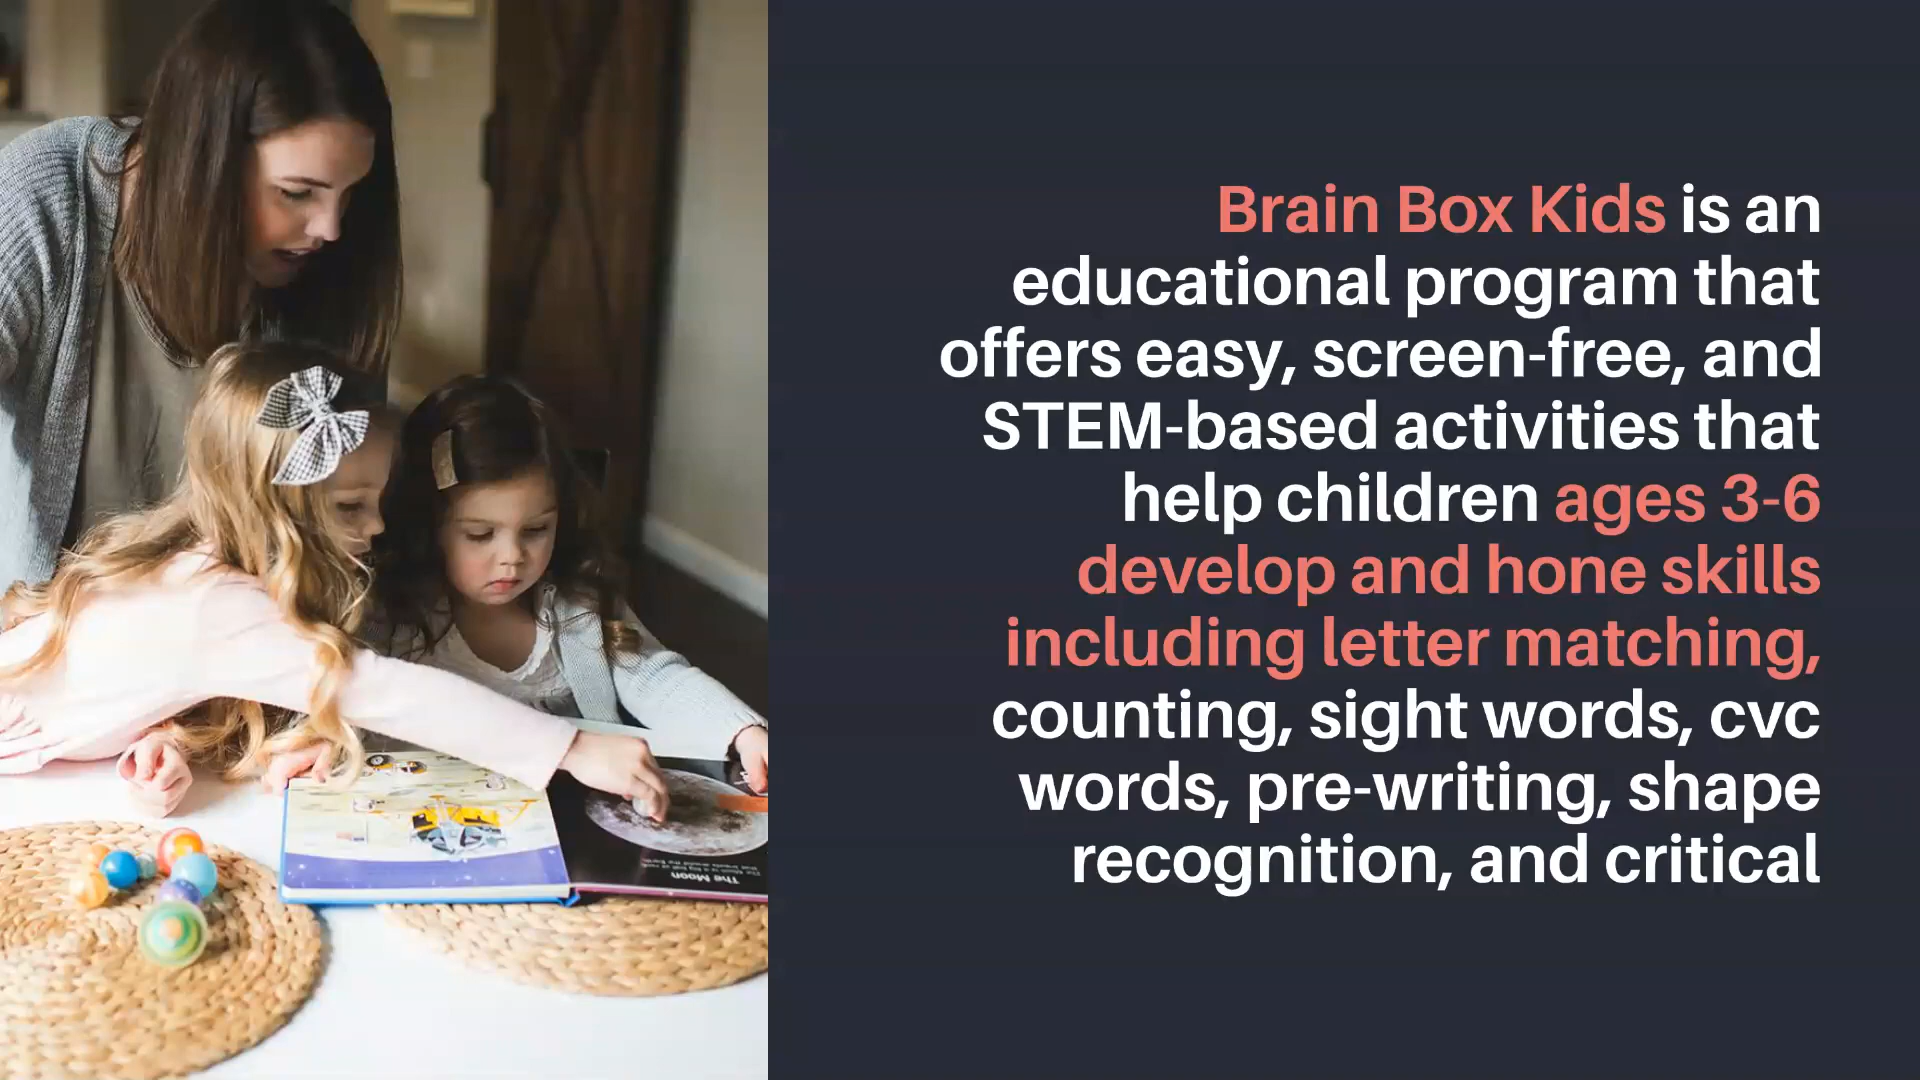 Brain Box Kids is an
educational program that
offers easy, screen-free, and
STEM-based activities that
help children ages 3-6
develop and hone skills
including letter matching,
counting, sight words, cvc
words, pre-writing, shape
recognition, and critical
The Moon